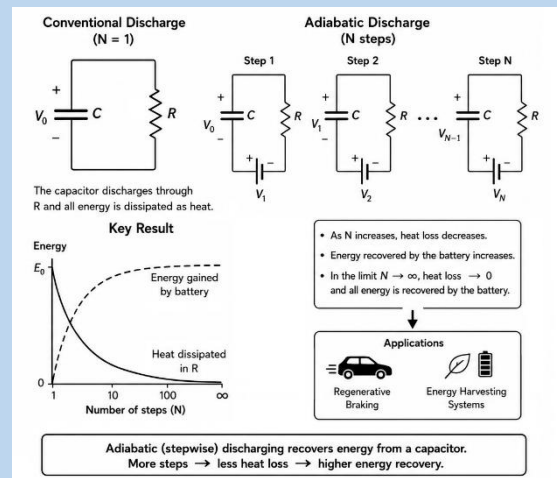 Conventional Discharge
(N = 1)
V₀
+
−
C
R
The capacitor discharges through
R and all energy is dissipated as heat.
Adiabatic Discharge
(N steps)
Step 1
+
V₀
−
C
R
+ −
V₁
Step 2
+
V₁
−
C
R
+ −
V₂
...
Step N
+
V_N−1
−
C
R
+ −
V_N
Key Result
Energy
E₀
0
Energy gained
by battery
Heat dissipated
in R
1 10 100 ∞
Number of steps (N)
• As N increases, heat loss decreases.
• Energy recovered by the battery increases.
• In the limit N → ∞, heat loss → 0
and all energy is recovered by the battery.
Applications
Regenerative
Braking
Energy Harvesting
Systems
Adiabatic (stepwise) discharging recovers energy from a capacitor.
More steps → less heat loss → higher energy recovery.